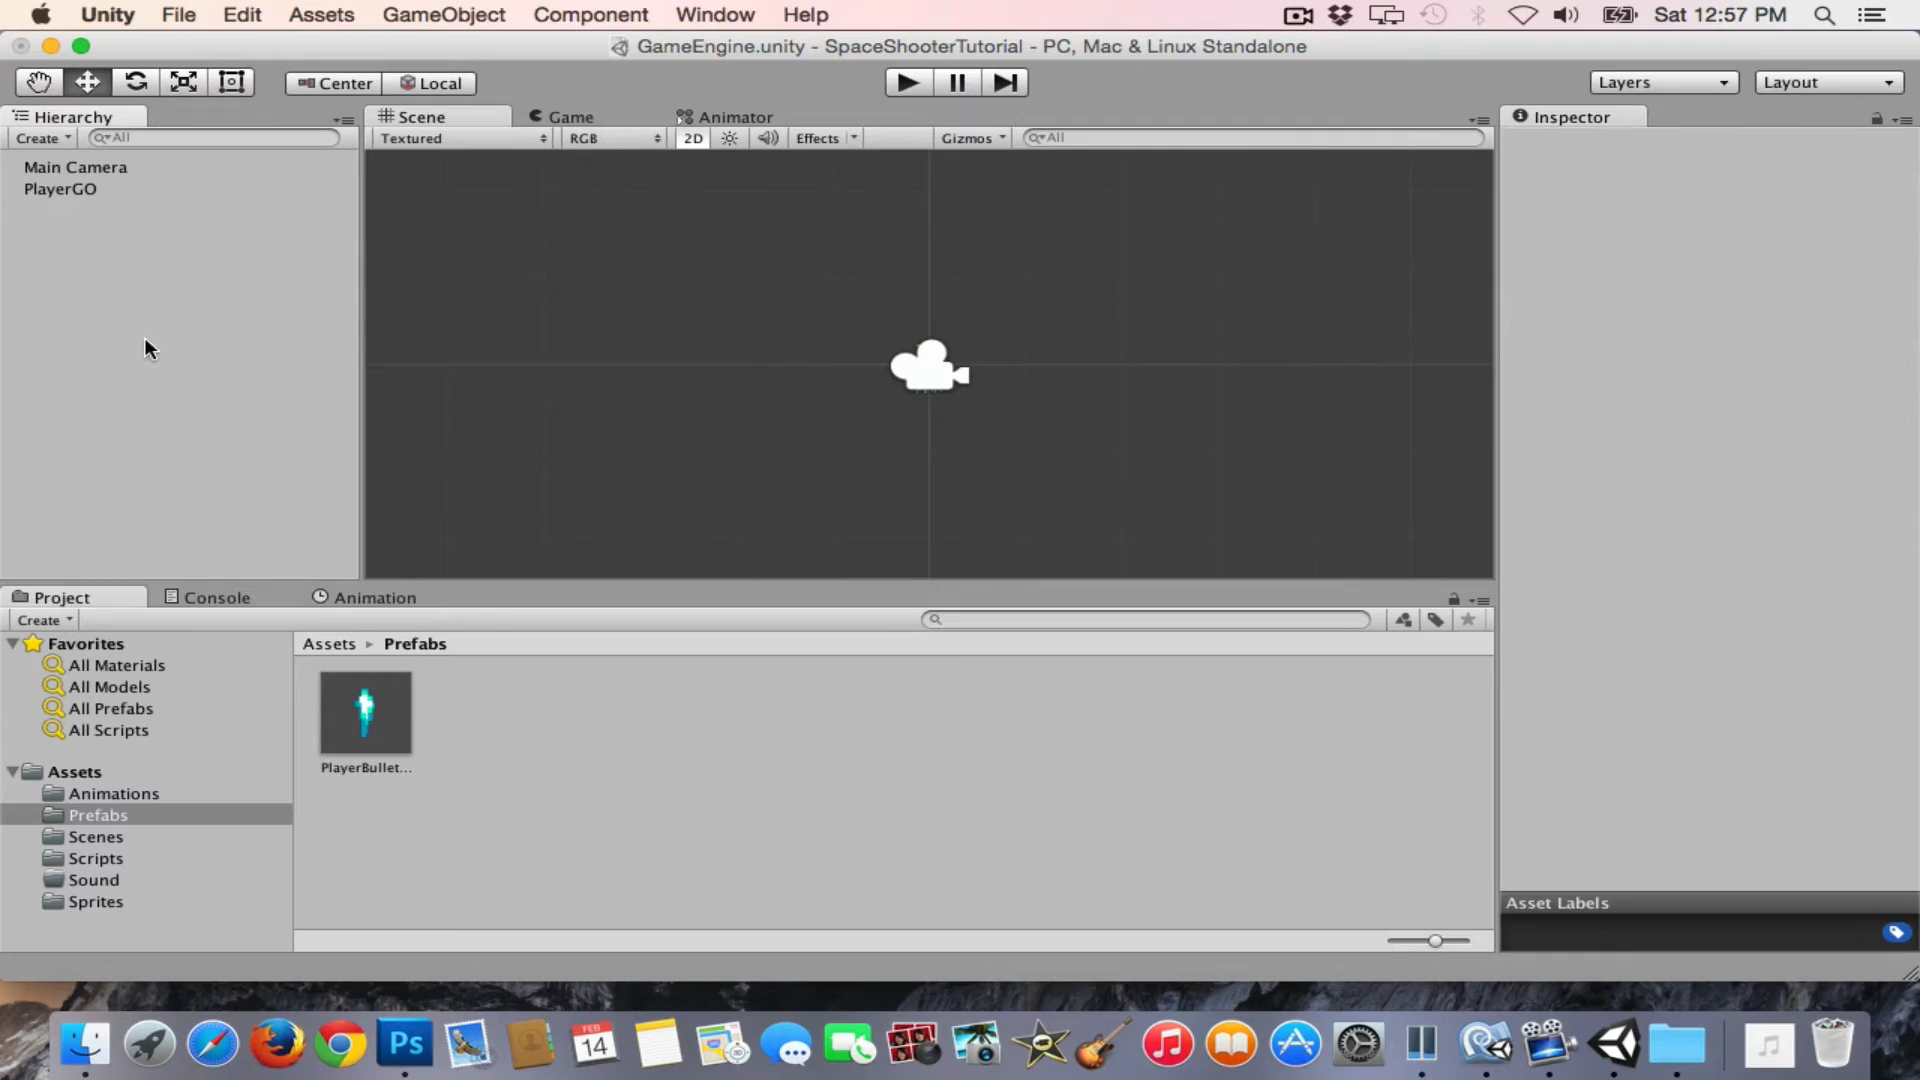 Unity File Edit Assets GameObject Component Window Help Sat 12:57 PM
GameEngine.unity - SpaceShooterTutorial - PC, Mac & Linux Standalone
Center Local Layers Layout
Hierarchy Scene Game Animator Inspector
Create All Textured RGB 2D Effects Gizmos All
Main Camera
PlayerGO
Project Console Animation
Create
Favorites Assets Prefabs
All Materials
All Models
All Prefabs
All Scripts
PlayerBullet...
Assets
Animations
Prefabs
Scenes
Scripts
Sound
Sprites
Asset Labels
Ps
FEB
14